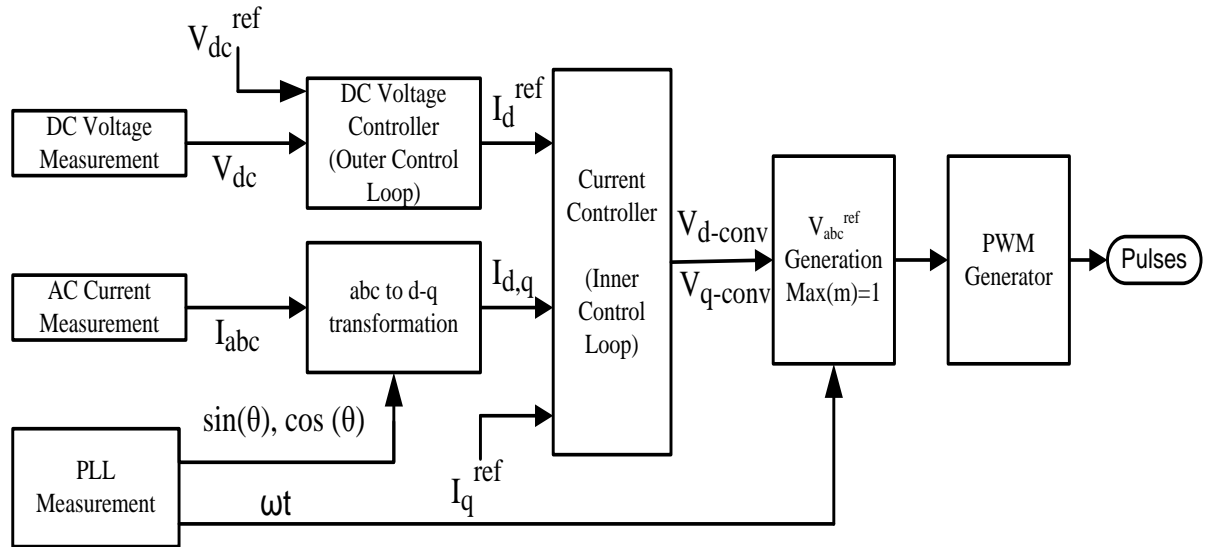 V_dc^ref
DC Voltage
Measurement
V_dc
DC Voltage
Controller
(Outer Control
Loop)
I_d^ref
AC Current
Measurement
I_abc
abc to d-q
transformation
I_d,q
PLL
Measurement
sin(θ), cos (θ)
ωt
I_q^ref
Current
Controller
(Inner
Control
Loop)
V_d-conv
V_q-conv
V_abc^ref
Generation
Max(m)=1
PWM
Generator
Pulses